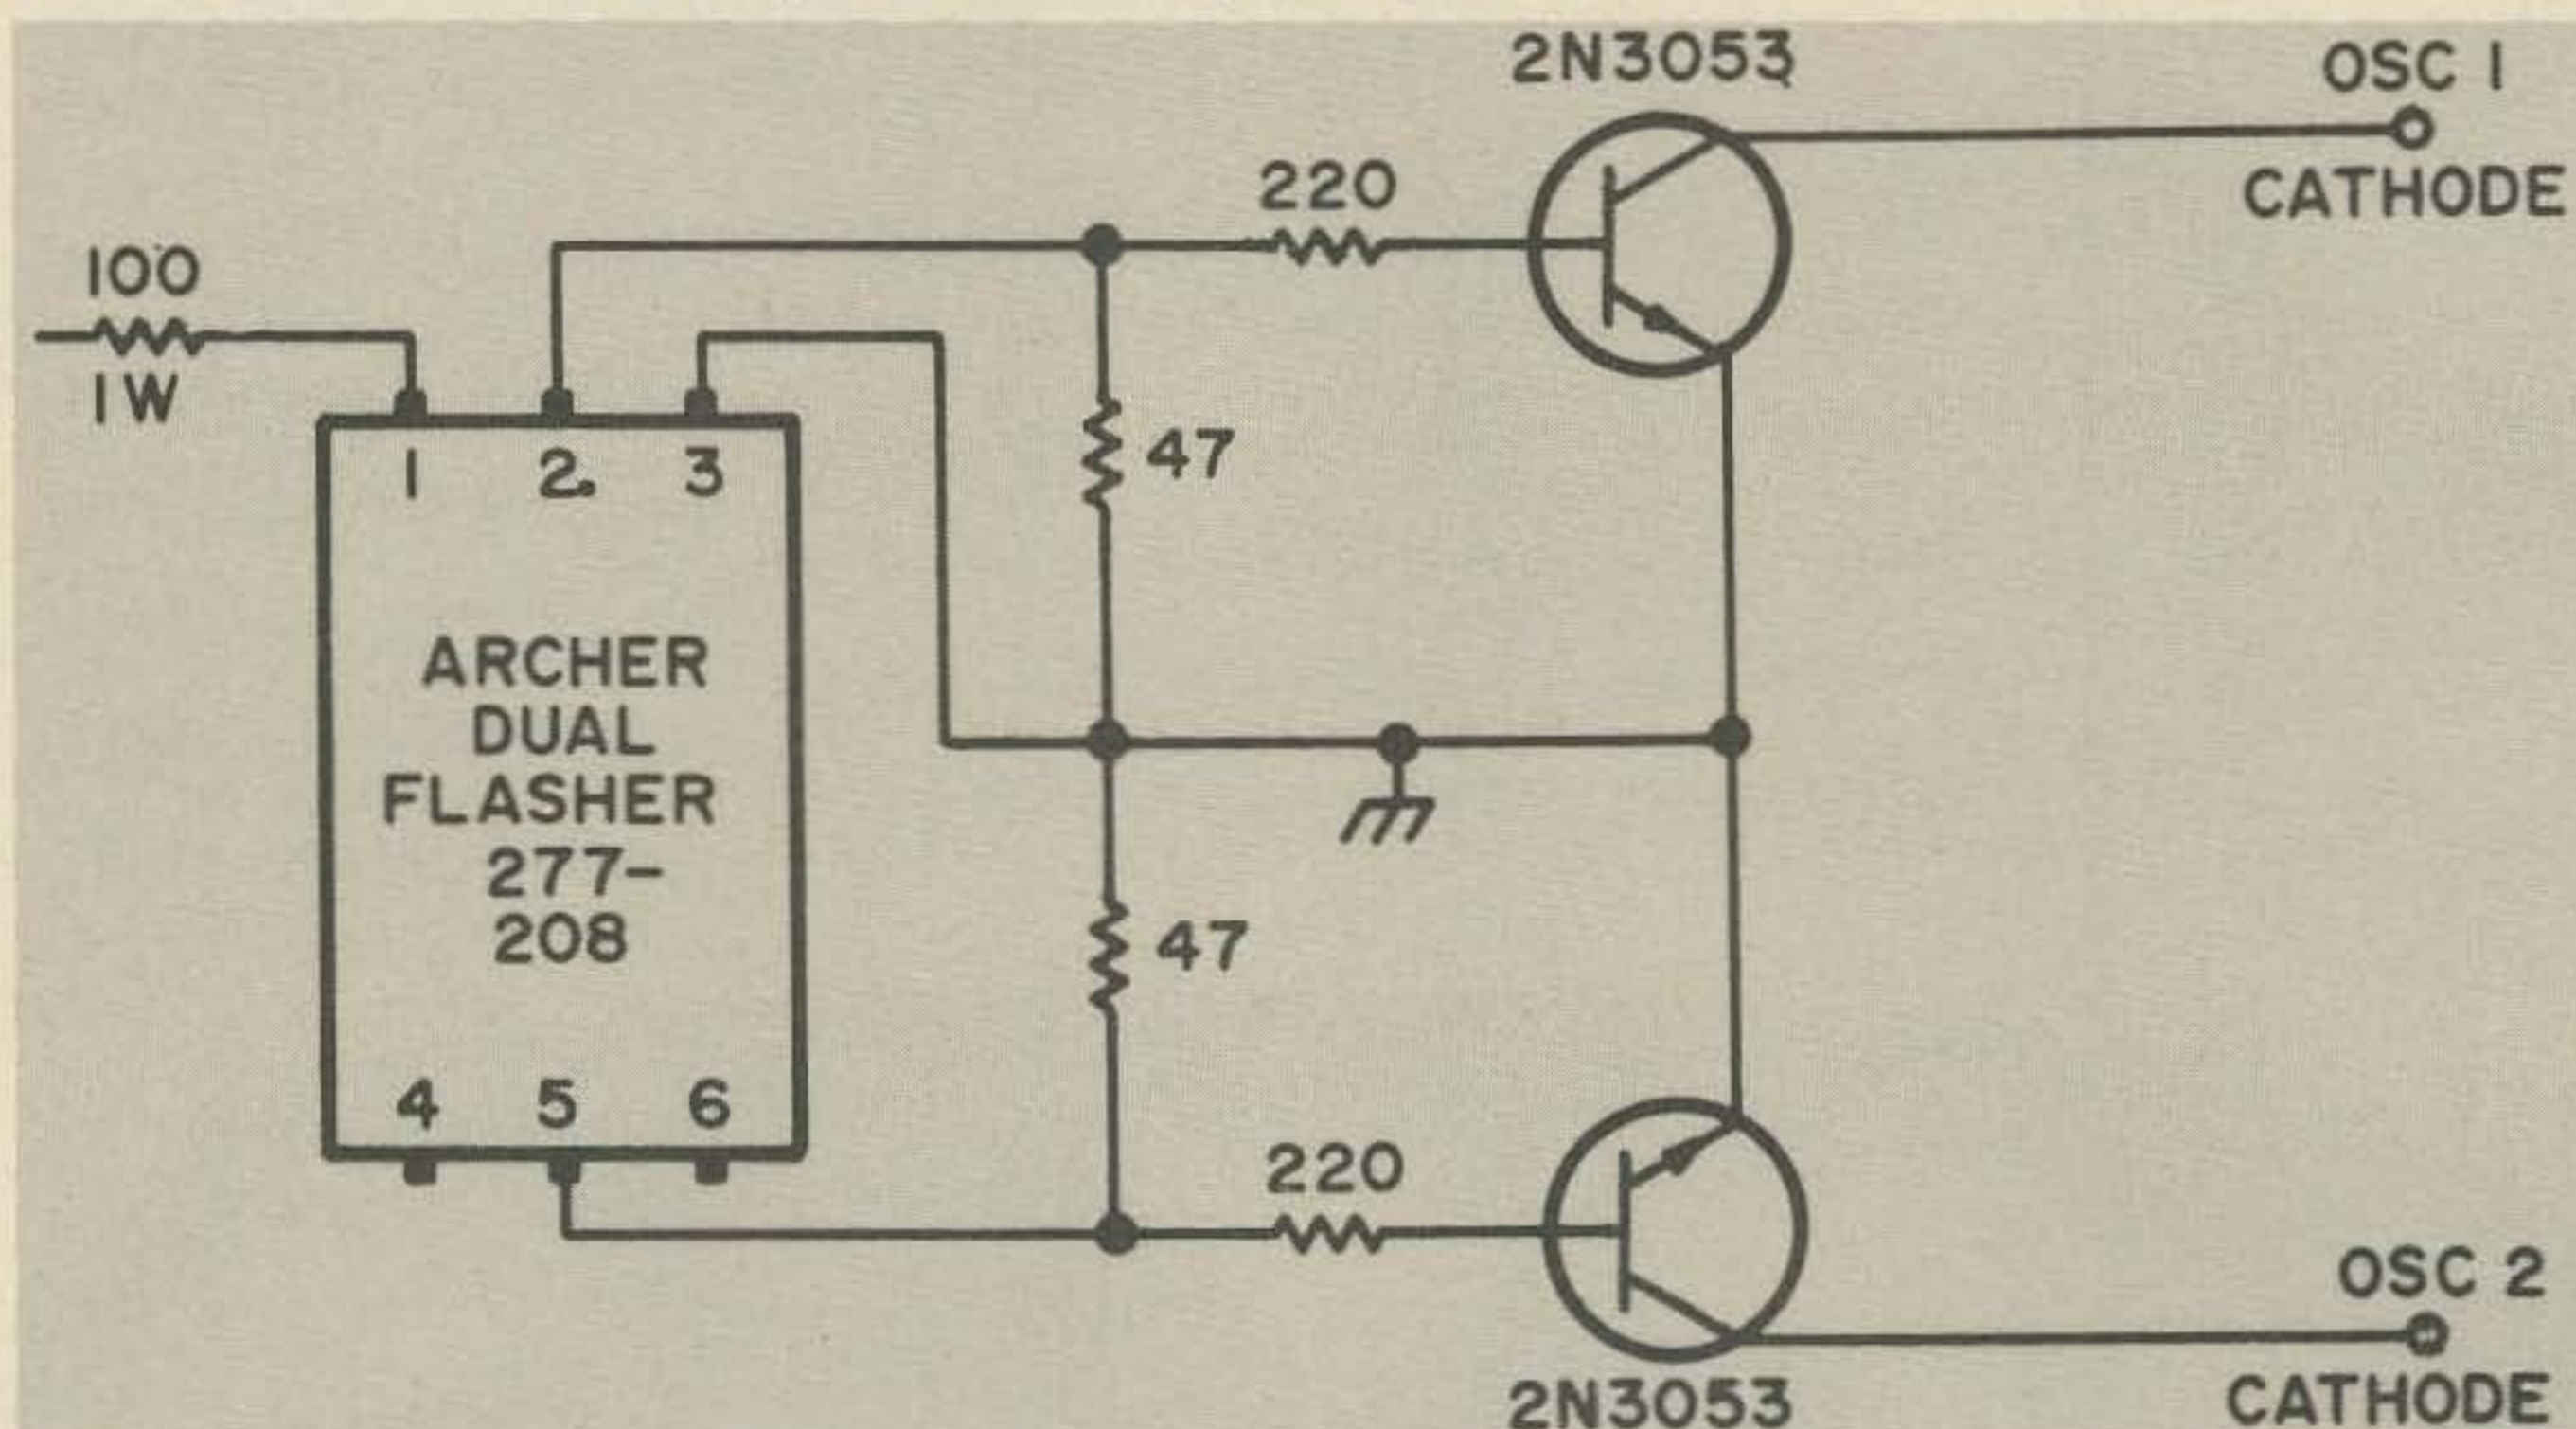 2N3053
OSC 1
CATHODE
220
100
1W
47
1 2. 3
ARCHER
DUAL
FLASHER
277-
208
47
4 5 6
220
OSC 2
CATHODE
2N3053